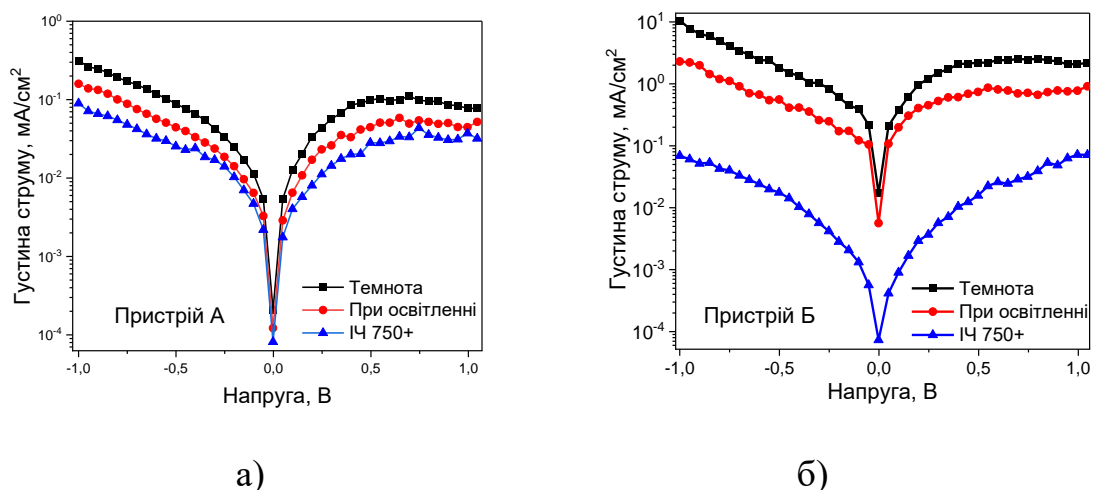 Густина струму, мА/см²
10⁰
10⁻¹
10⁻²
10⁻³
10⁻⁴
-1,0 -0,5 0,0 0,5 1,0
Напруга, В
Пристрій А
Темнота
При освітленні
ІЧ 750+
а)
Густина струму, мА/см²
10¹
10⁰
10⁻¹
10⁻²
10⁻³
10⁻⁴
-1,0 -0,5 0,0 0,5 1,0
Напруга, В
Пристрій Б
Темнота
При освітленні
ІЧ 750+
б)